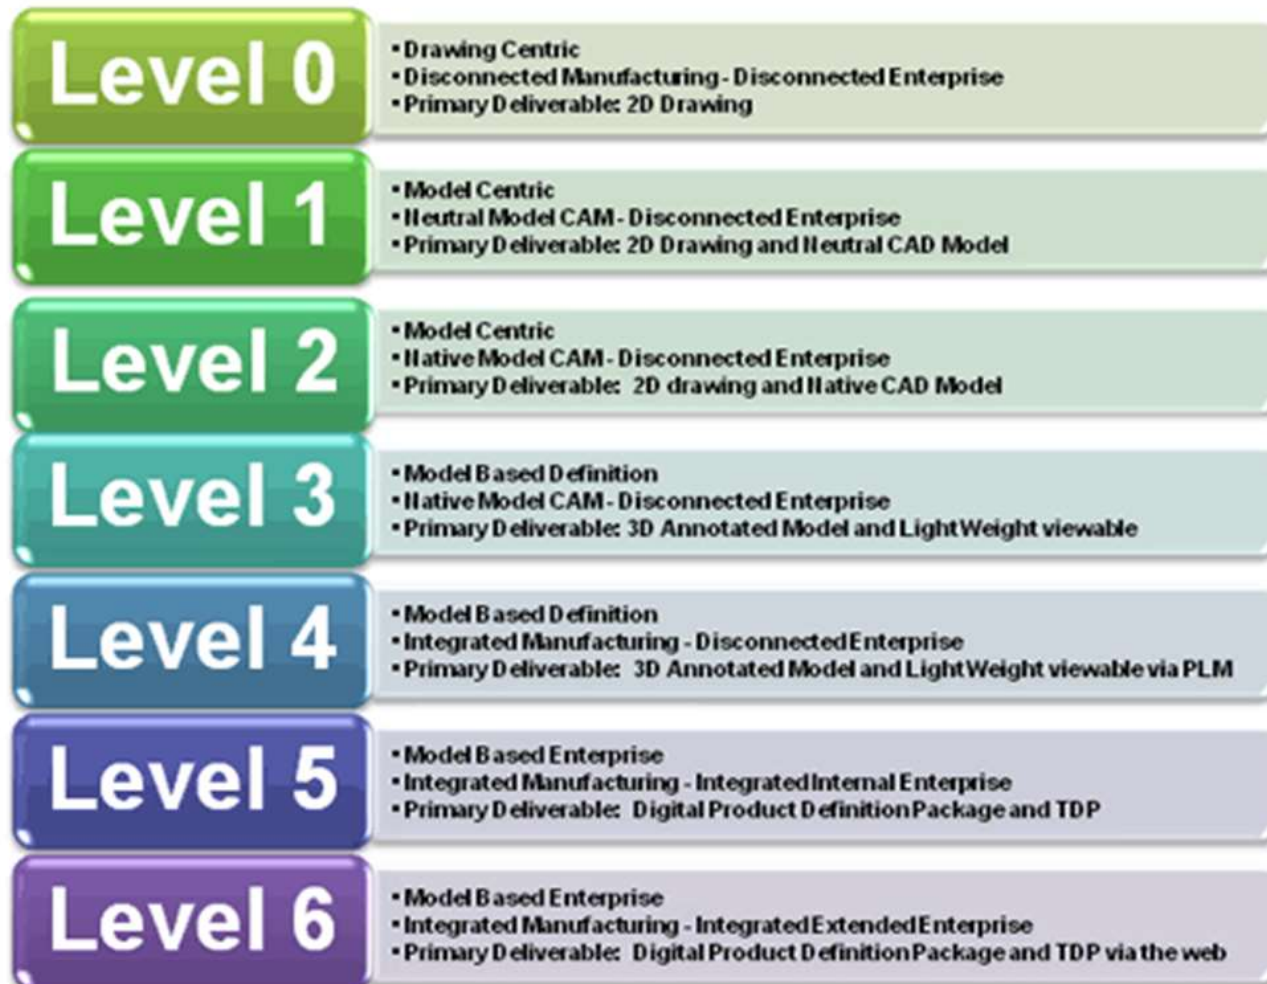 Level 0
▪ Drawing Centric
▪ Disconnected Manufacturing - Disconnected Enterprise
▪ Primary Deliverable: 2D Drawing
Level 1
▪ Model Centric
▪ Neutral Model CAM - Disconnected Enterprise
▪ Primary Deliverable: 2D Drawing and Neutral CAD Model
Level 2
▪ Model Centric
▪ Native Model CAM - Disconnected Enterprise
▪ Primary Deliverable: 2D drawing and Native CAD Model
Level 3
▪ Model Based Definition
▪ Native Model CAM - Disconnected Enterprise
▪ Primary Deliverable: 3D Annotated Model and Light Weight viewable
Level 4
▪ Model Based Definition
▪ Integrated Manufacturing - Disconnected Enterprise
▪ Primary Deliverable: 3D Annotated Model and Light Weight viewable via PLM
Level 5
▪ Model Based Enterprise
▪ Integrated Manufacturing - Integrated Internal Enterprise
▪ Primary Deliverable: Digital Product Definition Package and TDP
Level 6
▪ Model Based Enterprise
▪ Integrated Manufacturing - Integrated Extended Enterprise
▪ Primary Deliverable: Digital Product Definition Package and TDP via the web